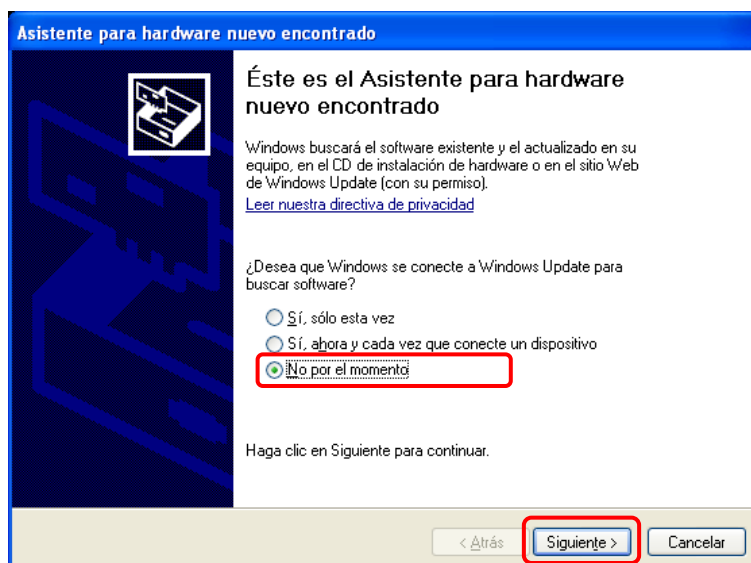 Asistente para hardware nuevo encontrado
Éste es el Asistente para hardware
nuevo encontrado
Windows buscará el software existente y el actualizado en su
equipo, en el CD de instalación de hardware o en el sitio Web
de Windows Update (con su permiso).
Leer nuestra directiva de privacidad
¿Desea que Windows se conecte a Windows Update para
buscar software?
Sí, sólo esta vez
Sí, ahora y cada vez que conecte un dispositivo
No por el momento
Haga clic en Siguiente para continuar.
< Atrás
Siguiente >
Cancelar